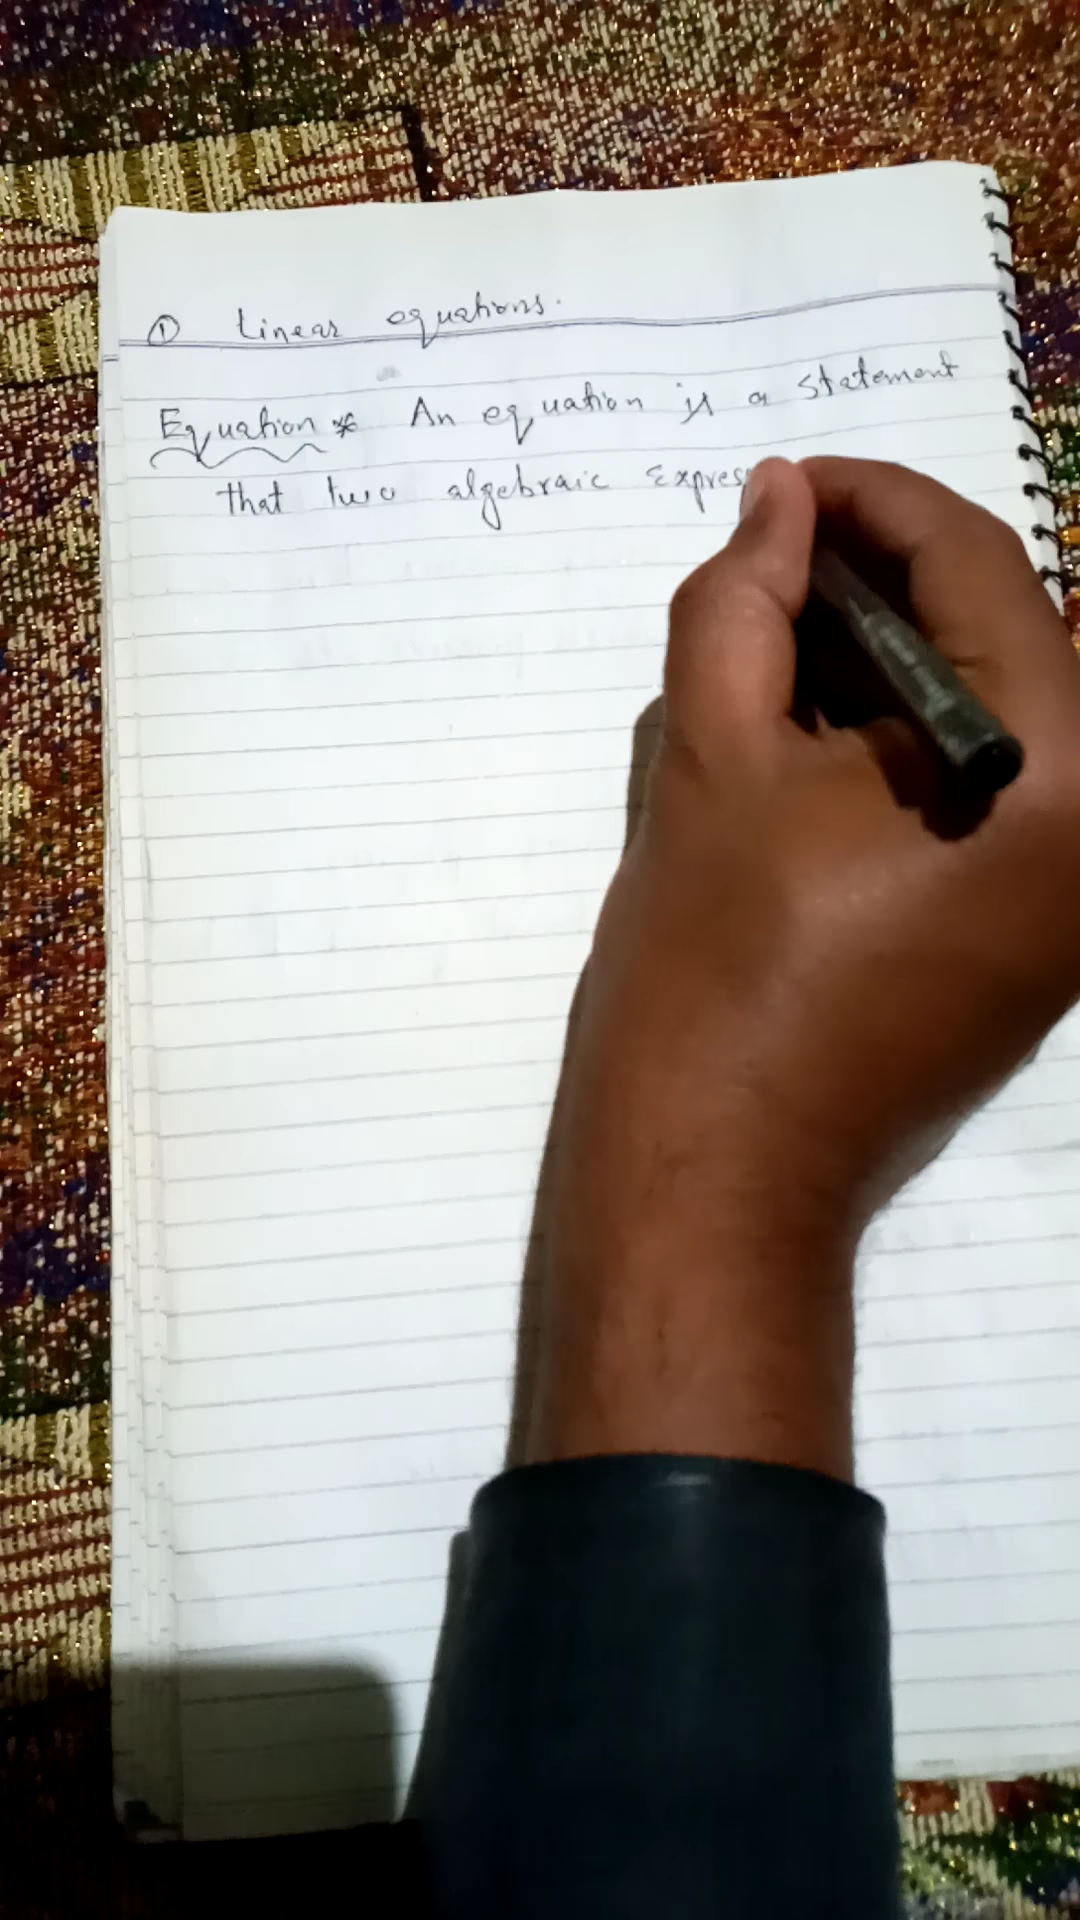 ① Linear equations.
Equation * An equation is a statement
that two algebraic expres